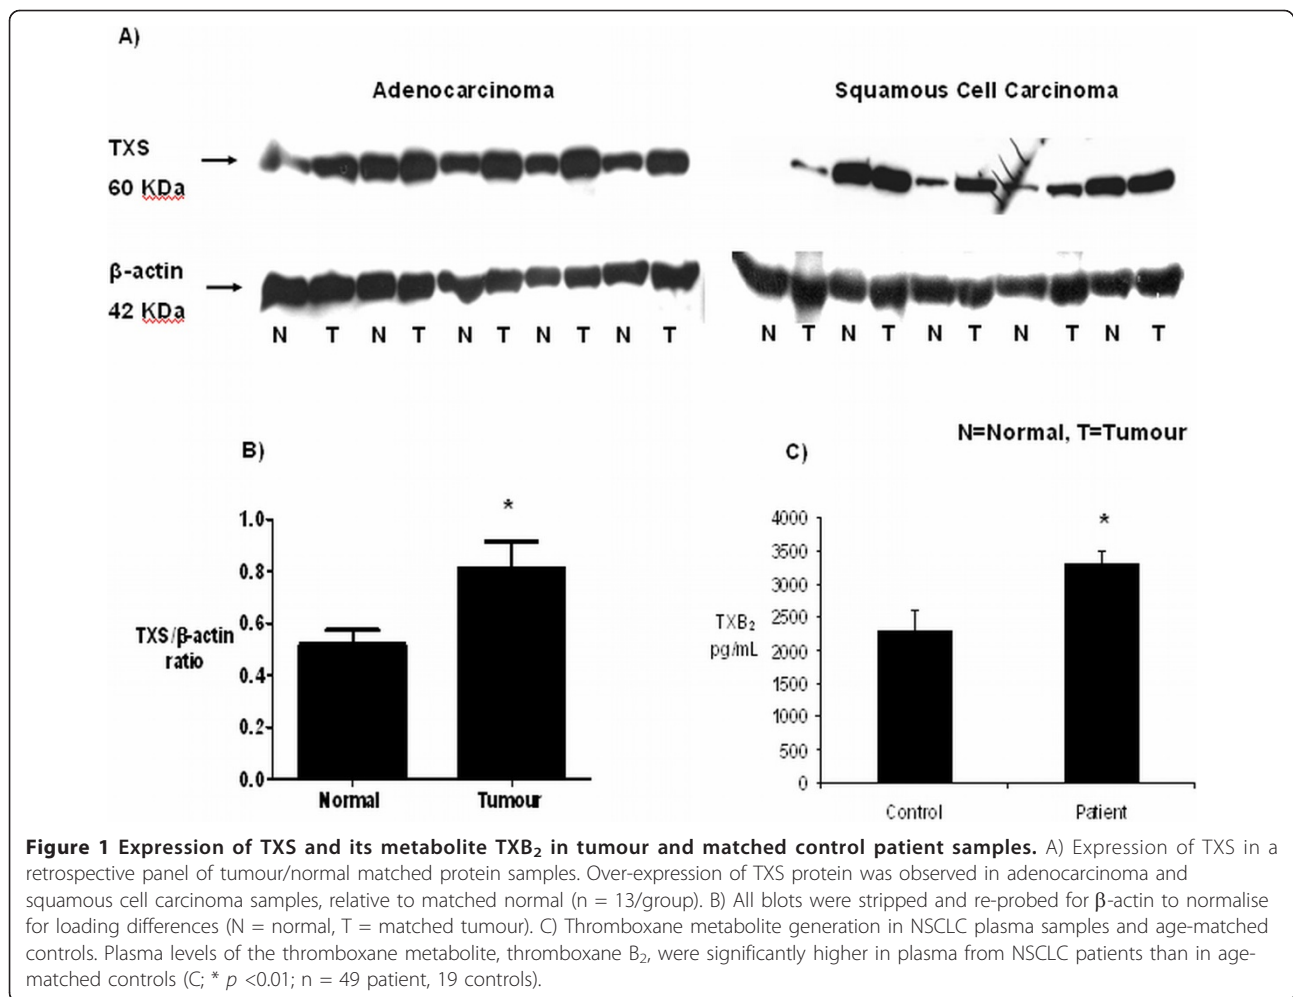 A)
Adenocarcinoma
Squamous Cell Carcinoma
TXS
60 KDa
β-actin
42 KDa
N T N T N T N T N T
N T N T N T N T N T
N=Normal, T=Tumour
B)
*
1.0
0.8
0.6
0.4
0.2
0.0
TXS/β-actin
ratio
Normal
Tumour
C)
*
4000
3500
3000
2500
2000
1500
1000
500
0
TXB₂
pg/mL
Control
Patient
Figure 1 Expression of TXS and its metabolite TXB₂ in tumour and matched control patient samples. A) Expression of TXS in a
retrospective panel of tumour/normal matched protein samples. Over-expression of TXS protein was observed in adenocarcinoma and
squamous cell carcinoma samples, relative to matched normal (n = 13/group). B) All blots were stripped and re-probed for β-actin to normalise
for loading differences (N = normal, T = matched tumour). C) Thromboxane metabolite generation in NSCLC plasma samples and age-matched
controls. Plasma levels of the thromboxane metabolite, thromboxane B₂, were significantly higher in plasma from NSCLC patients than in age-
matched controls (C; * p <0.01; n = 49 patient, 19 controls).